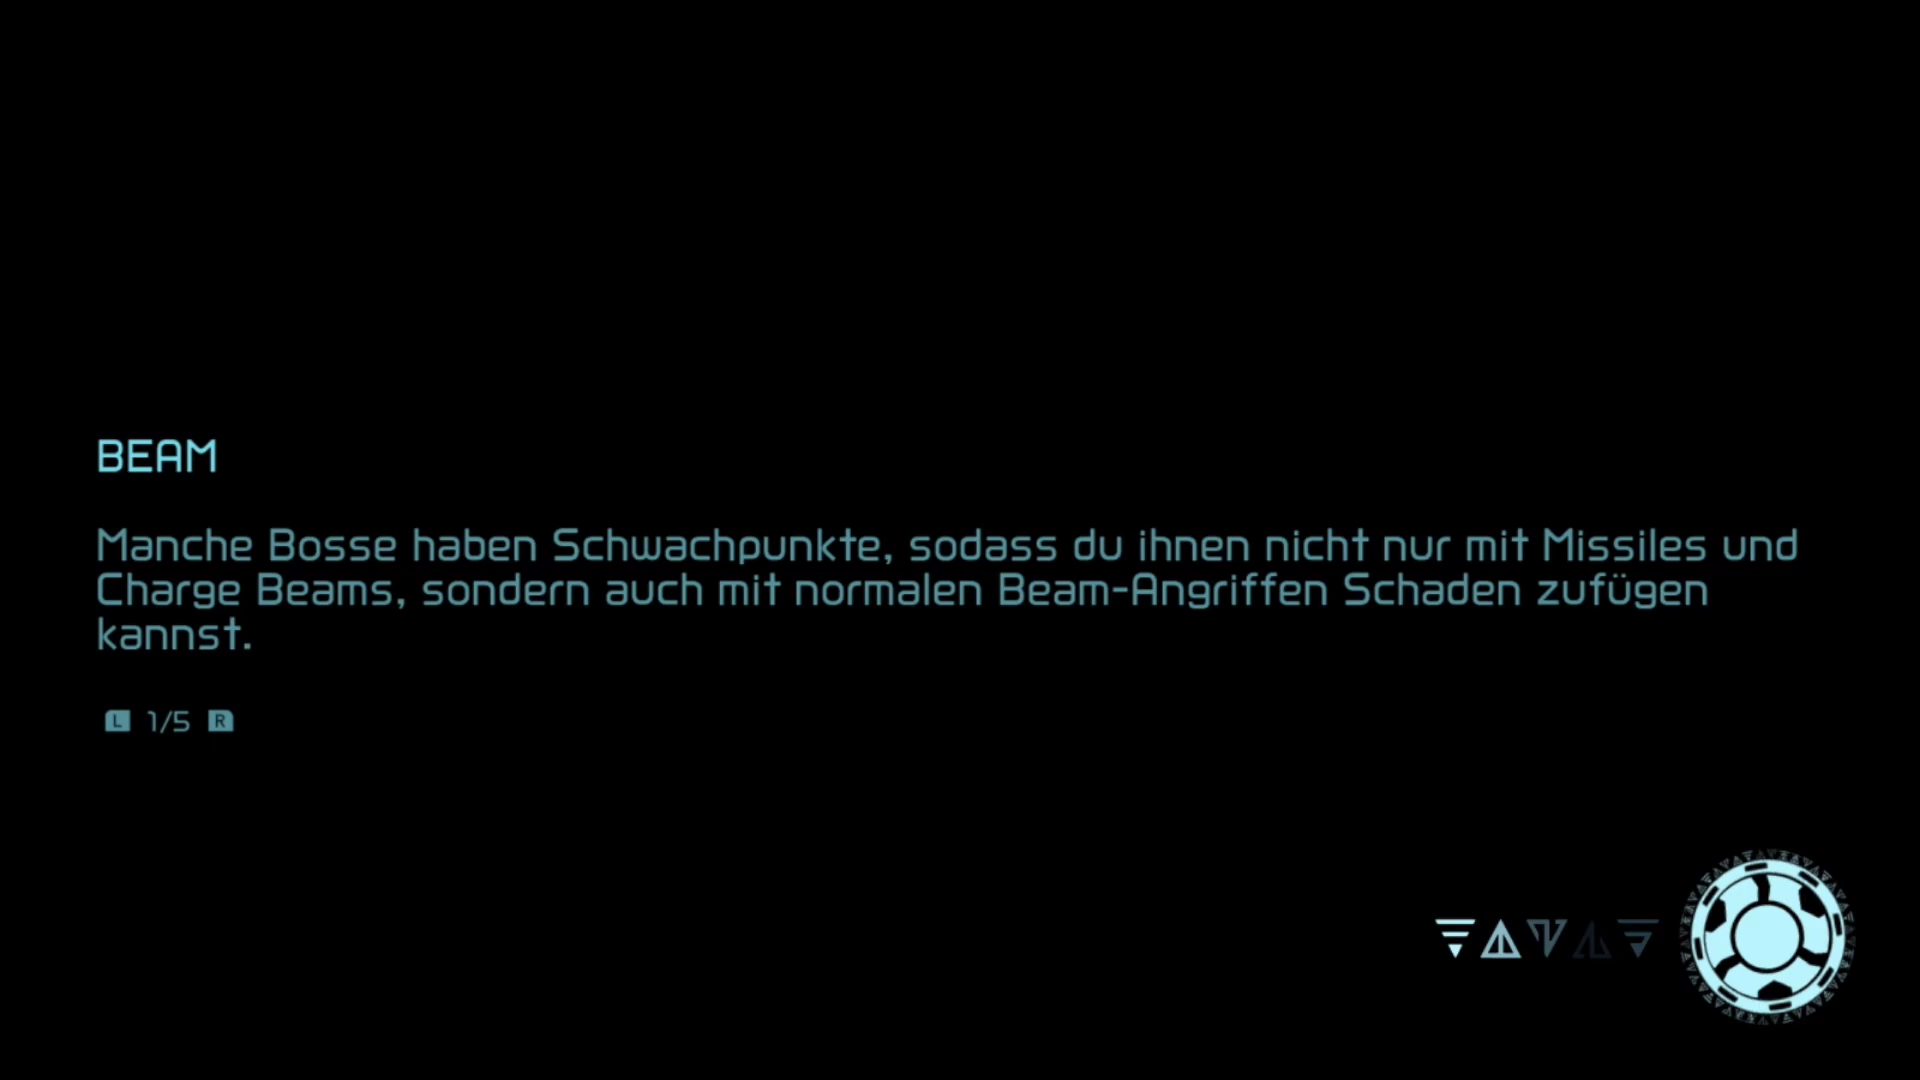 BEAM
Manche Bosse haben Schwachpunkte, sodass du ihnen nicht nur mit Missiles und
Charge Beams, sondern auch mit normalen Beam-Angriffen Schaden zufügen
kannst.
L 1/5 R